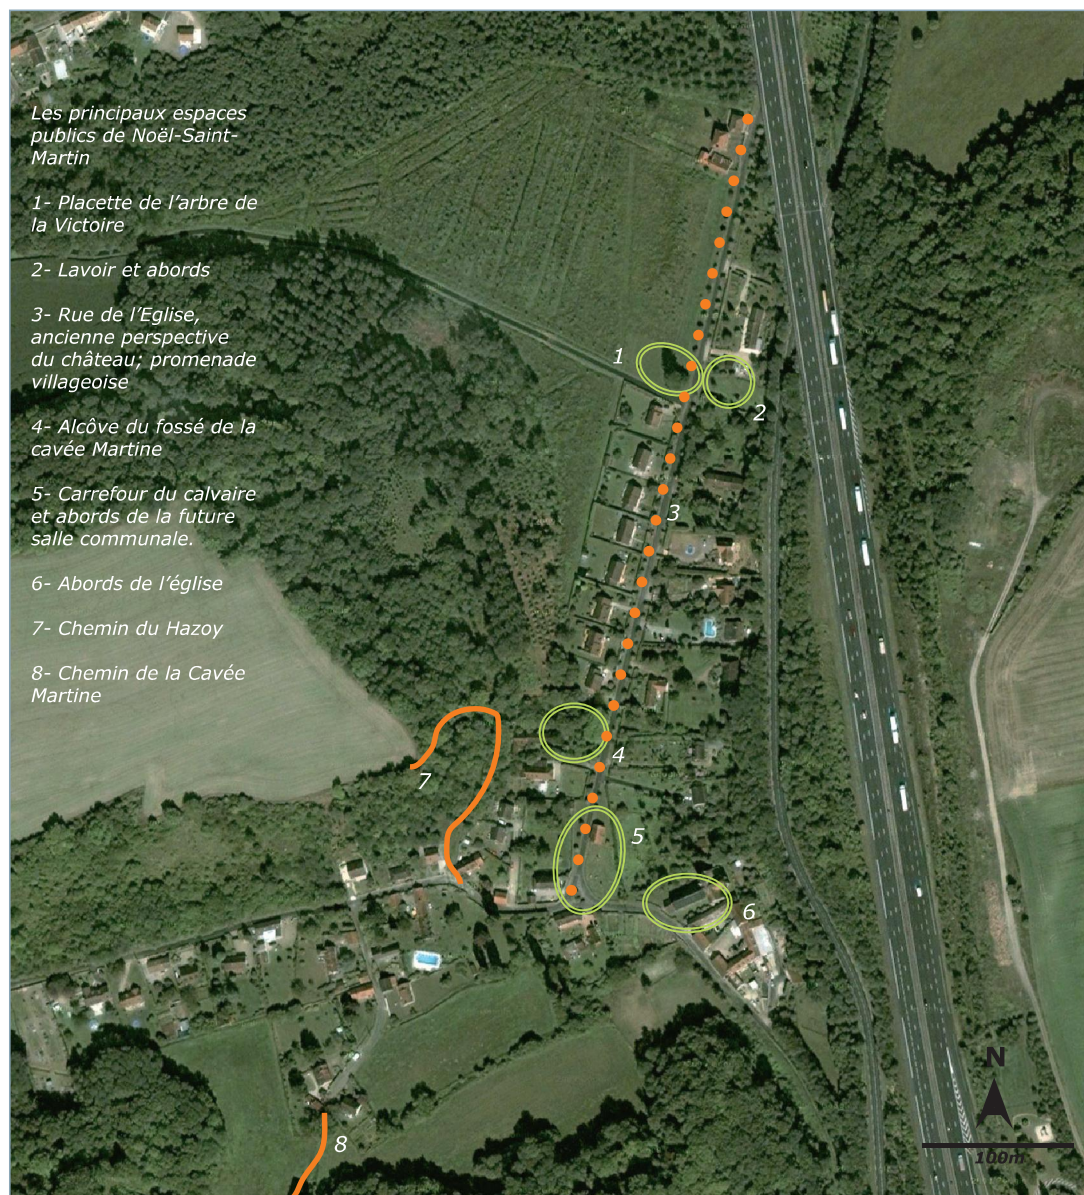 Les principaux espaces
publics de Noël-Saint-
Martin
1- Placette de l'arbre de
la Victoire
2- Lavoir et abords
3- Rue de l'Eglise,
ancienne perspective
du château; promenade
villageoise
4- Alcôve du fossé de la
cavée Martine
5- Carrefour du calvaire
et abords de la future
salle communale.
6- Abords de l'église
7- Chemin du Hazoy
8- Chemin de la Cavée
Martine
1
2
3
4
5
6
7
8
N
100m